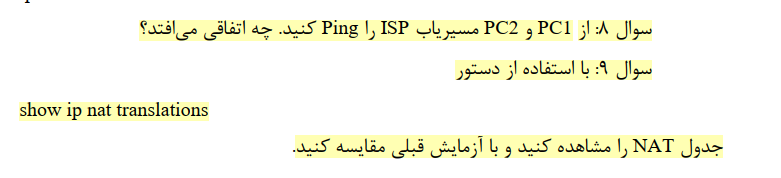 سوال ۸: از PC1 و PC2 مسیریاب ISP را Ping کنید. چه اتفاقی می‌افتد؟
سوال ۹: با استفاده از دستور
show ip nat translations
جدول NAT را مشاهده کنید و با آزمایش قبلی مقایسه کنید.